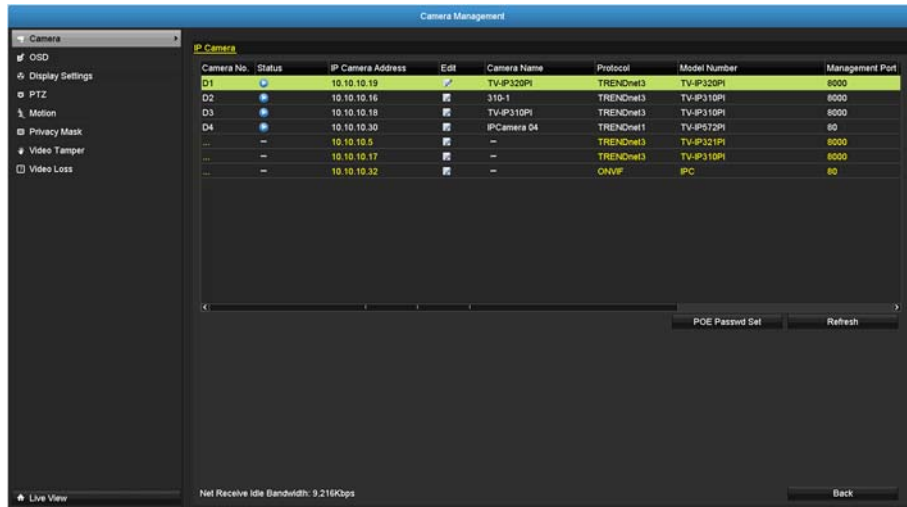 Camera Management
Camera
OSD
Display Settings
PTZ
Motion
Privacy Mask
Video Tamper
Video Loss
Live View
IP Camera
Camera No. Status IP Camera Address Edit Camera Name Protocol Model Number Management Port
D1 10.10.10.19 TV-IP320PI TRENDnet3 TV-IP320PI 8000
D2 10.10.10.16 310-1 TRENDnet3 TV-IP310PI 8000
D3 10.10.10.18 TV-IP310PI TRENDnet3 TV-IP310PI 8000
D4 10.10.10.30 IPCamera 04 TRENDnet1 TV-IP572PI 80
... – 10.10.10.5 – TRENDnet3 TV-IP321PI 8000
... – 10.10.10.17 – TRENDnet3 TV-IP310PI 8000
... – 10.10.10.32 – ONVIF IPC 80
POE Passwd Set Refresh
Net Receive Idle Bandwidth: 9,216Kbps
Back